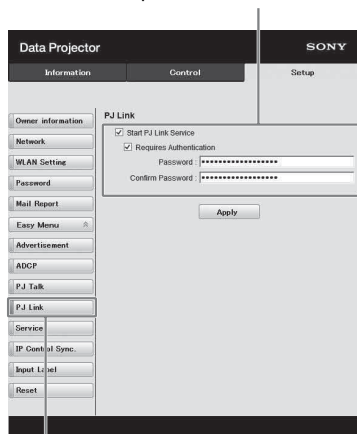 Data Projector
SONY
Information
Control
Setup
Owner information
Network
WLAN Setting
Password
Mail Report
Easy Menu
Advertisement
ADCP
PJ Talk
PJ Link
Service
IP Control Sync.
Input Label
Reset
PJ Link
Start PJ Link Service
Requires Authentication
Password :
Confirm Password :
Apply